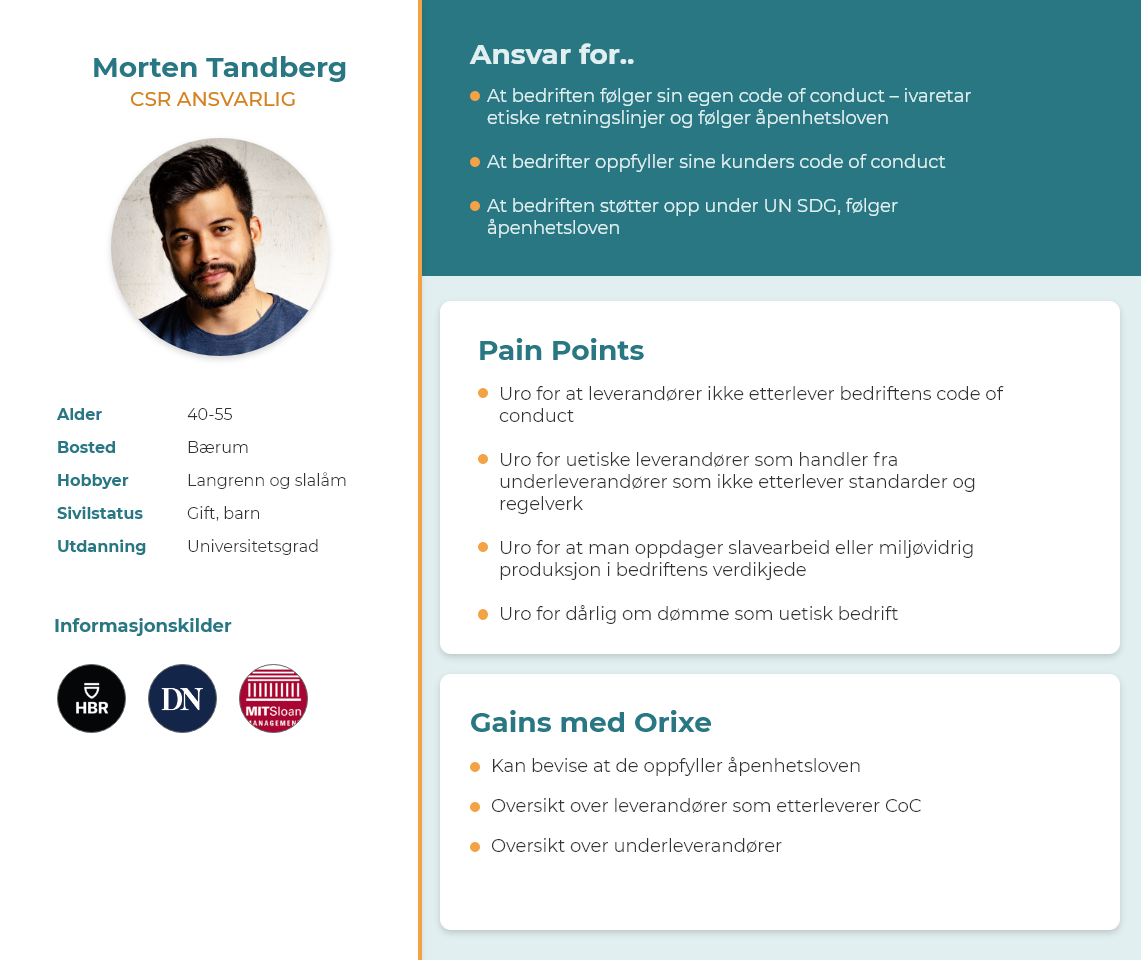 Morten Tandberg
CSR ANSVARLIG
Alder 40-55
Bosted Bærum
Hobbyer Langrenn og slalåm
Sivilstatus Gift, barn
Utdanning Universitetsgrad
Informasjonskilder
HBR
DN
MITSloan
MANAGEMENT
Ansvar for..
At bedriften følger sin egen code of conduct – ivaretar
etiske retningslinjer og følger åpenhetsloven
At bedrifter oppfyller sine kunders code of conduct
At bedriften støtter opp under UN SDG, følger
åpenhetsloven
Pain Points
Uro for at leverandører ikke etterlever bedriftens code of
conduct
Uro for uetiske leverandører som handler fra
underleverandører som ikke etterlever standarder og
regelverk
Uro for at man oppdager slavearbeid eller miljøvidrig
produksjon i bedriftens verdikjede
Uro for dårlig om dømme som uetisk bedrift
Gains med Orixe
Kan bevise at de oppfyller åpenhetsloven
Oversikt over leverandører som etterleverer CoC
Oversikt over underleverandører